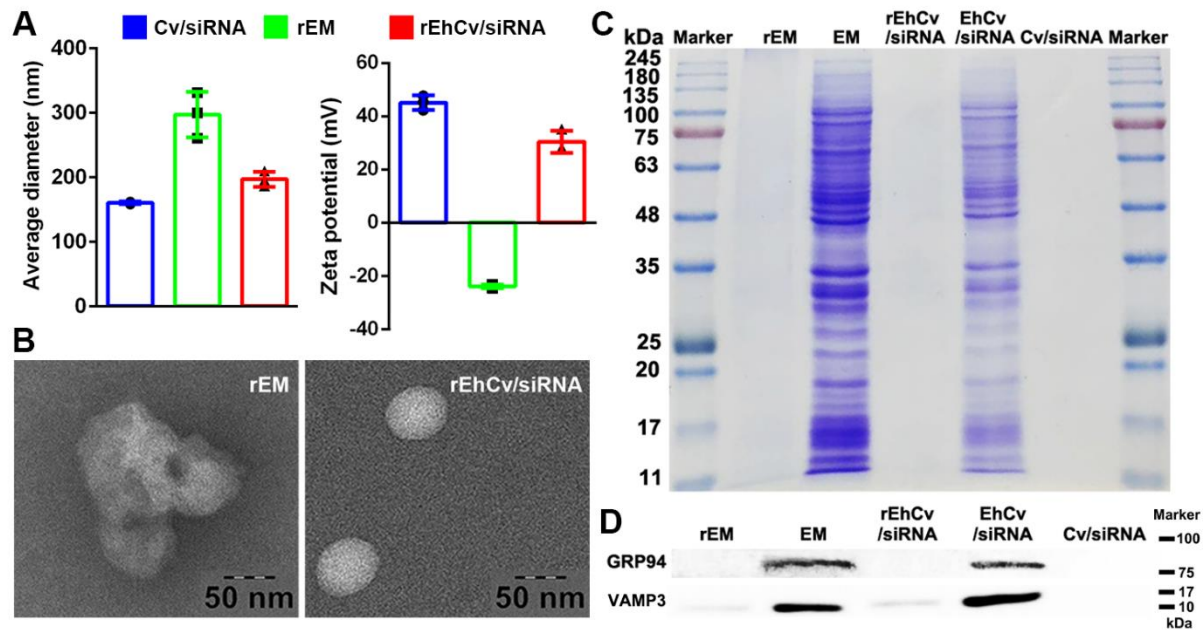 A
Cv/siRNA
rEM
rEhCv/siRNA
Average diameter (nm)
400
300
200
100
0
Zeta potential (mV)
60
40
20
0
-20
-40
B
rEM
50 nm
rEhCv/siRNA
50 nm
C
kDa
Marker
rEM
EM
rEhCv
/siRNA
EhCv
/siRNA
Cv/siRNA
Marker
245
180
135
100
75
63
48
35
25
20
17
11
D
rEM
EM
rEhCv
/siRNA
EhCv
/siRNA
Cv/siRNA
Marker
100
GRP94
75
VAMP3
17
10
kDa